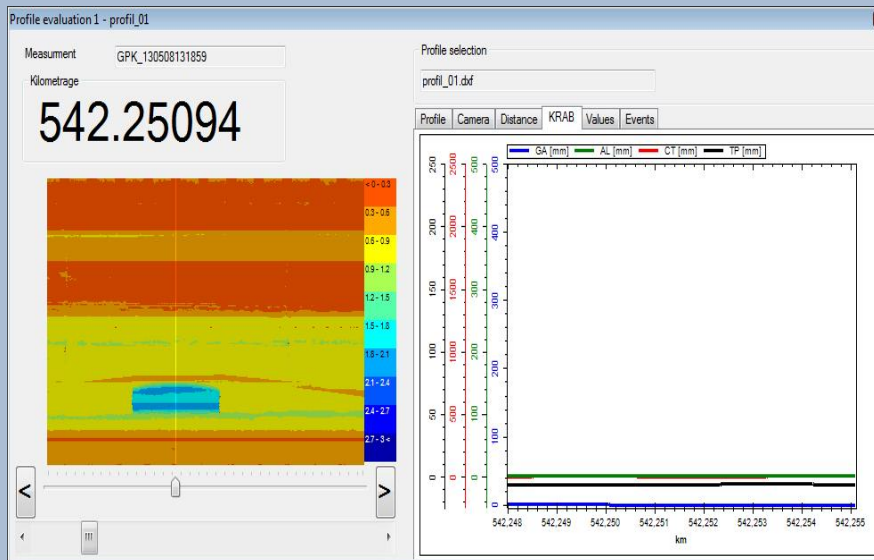 Profile evaluation 1 - profil_01
Measurment
GPK_130508131859
Kilometrage
542.25094
< 0 - 0.3
0.3 - 0.6
0.6 - 0.9
0.9 - 1.2
1.2 - 1.5
1.5 - 1.8
1.8 - 2.1
2.1 - 2.4
2.4 - 2.7
2.7 - 3 <
<
>
Profile selection
profil_01.dxf
Profile Camera Distance KRAB Values Events
GA [mm] AL [mm] CT [mm] TP [mm]
250 2500 500 500
200 2000 400 400
150 1500 300 300
100 1000 200 200
50 500 100 100
0 0 0 0
542,248 542,249 542,250 542,251 542,252 542,253 542,254 542,255
km